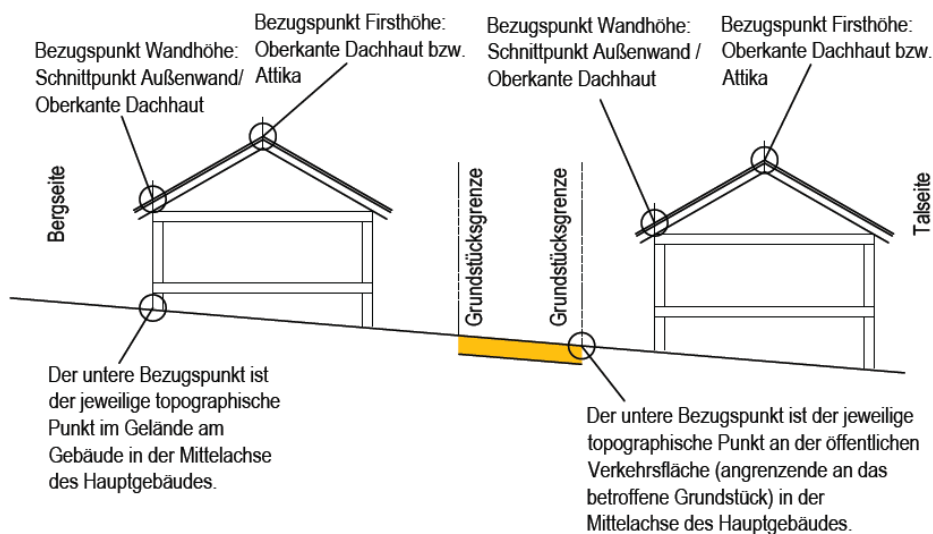 Bezugspunkt Wandhöhe:
Schnittpunkt Außenwand/
Oberkante Dachhaut
Bezugspunkt Firsthöhe:
Oberkante Dachhaut bzw.
Attika
Bezugspunkt Wandhöhe:
Schnittpunkt Außenwand /
Oberkante Dachhaut
Bezugspunkt Firsthöhe:
Oberkante Dachhaut bzw.
Attika
Bergseite
Grundstücksgrenze
Grundstücksgrenze
Talseite
Der untere Bezugspunkt ist
der jeweilige topographische
Punkt im Gelände am
Gebäude in der Mittelachse
des Hauptgebäudes.
Der untere Bezugspunkt ist der jeweilige
topographische Punkt an der öffentlichen
Verkehrsfläche (angrenzende an das
betroffene Grundstück) in der
Mittelachse des Hauptgebäudes.